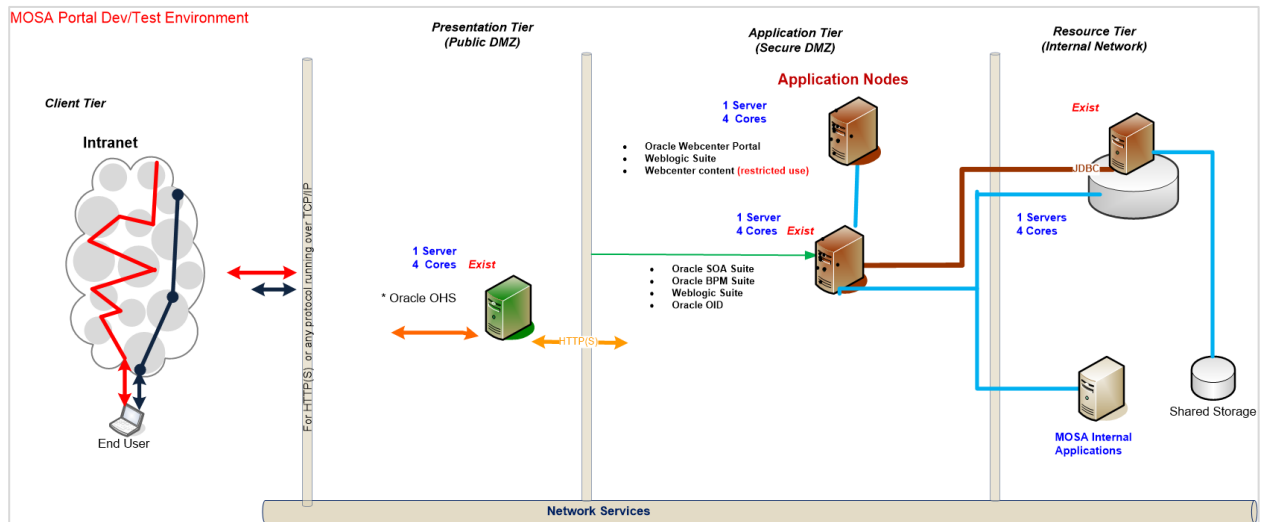 MOSA Portal Dev/Test Environment
Presentation Tier
(Public DMZ)
Application Tier
(Secure DMZ)
Resource Tier
(Internal Network)
Client Tier
Intranet
End User
For HTTP(S) or any protocol running over TCP/IP
1 Server
4 Cores Exist
* Oracle OHS
HTTP(S)
Application Nodes
1 Server
4 Cores
• Oracle Webcenter Portal
• Weblogic Suite
• Webcenter content (restricted use)
1 Server
4 Cores Exist
• Oracle SOA Suite
• Oracle BPM Suite
• Weblogic Suite
• Oracle OID
Exist
JDBC
1 Servers
4 Cores
MOSA Internal
Applications
Shared Storage
Network Services